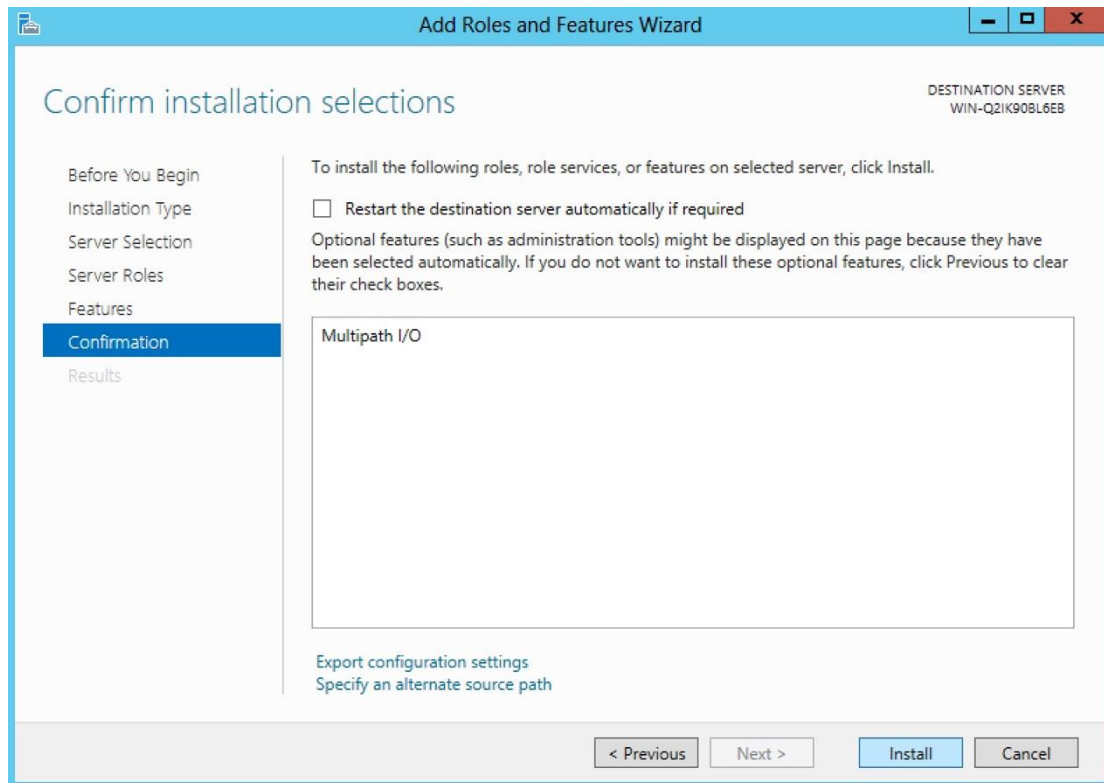 Add Roles and Features Wizard
Confirm installation selections
DESTINATION SERVER
WIN-Q2IK90BL6EB
Before You Begin
Installation Type
Server Selection
Server Roles
Features
Confirmation
Results
To install the following roles, role services, or features on selected server, click Install.
Restart the destination server automatically if required
Optional features (such as administration tools) might be displayed on this page because they have
been selected automatically. If you do not want to install these optional features, click Previous to clear
their check boxes.
Multipath I/O
Export configuration settings
Specify an alternate source path
< Previous
Next >
Install
Cancel